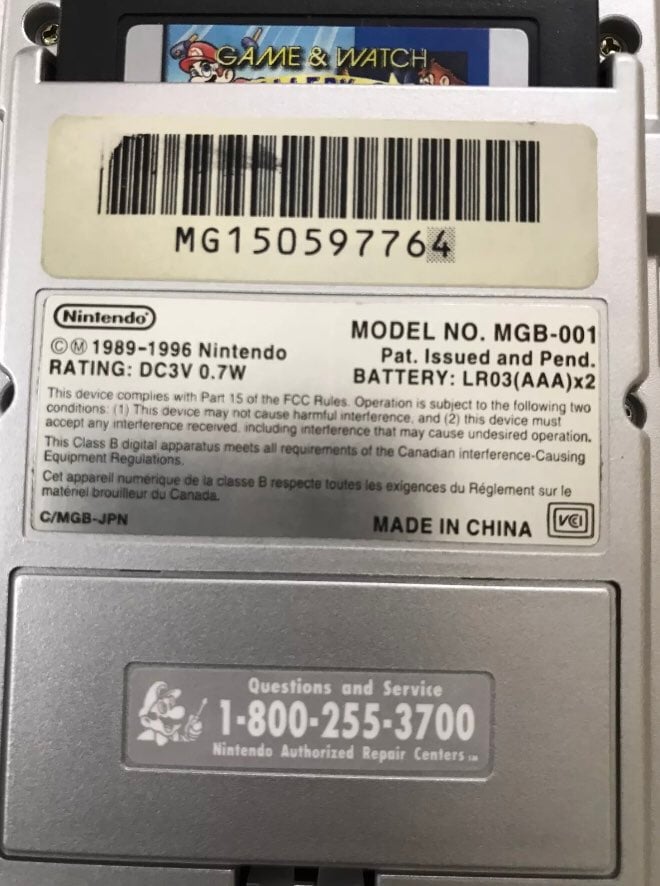 GAME & WATCH
MG150597764
Nintendo
©Ⓜ 1989-1996 Nintendo
RATING: DC3V 0.7W
MODEL NO. MGB-001
Pat. Issued and Pend.
BATTERY: LR03(AAA)x2
This device complies with Part 15 of the FCC Rules. Operation is subject to the following two
conditions: (1) This device may not cause harmful interference, and (2) this device must
accept any interference received, including interference that may cause undesired operation.
This Class B digital apparatus meets all requirements of the Canadian interference-Causing
Equipment Regulations.
Cet appareil numérique de la classe B respecte toutes les exigences du Réglement sur le
matériel brouilleur du Canada.
C/MGB-JPN
MADE IN CHINA
VCI
Questions and Service
1-800-255-3700
Nintendo Authorized Repair Centers SM